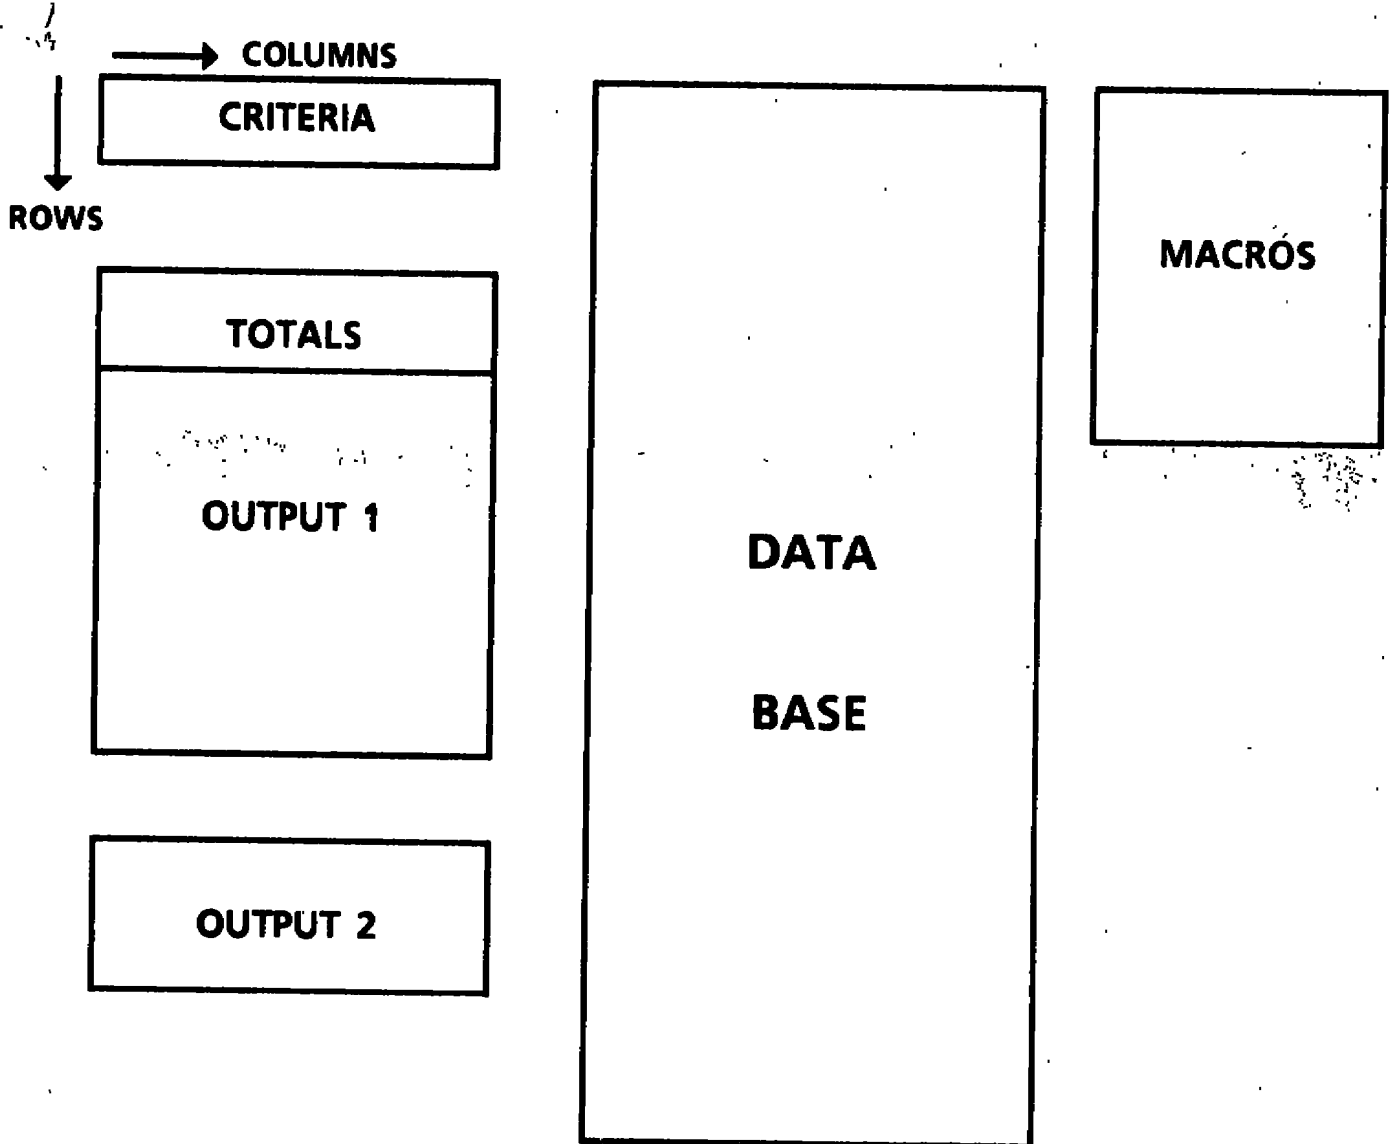 COLUMNS
CRITERIA
ROWS
TOTALS
OUTPUT 1
OUTPUT 2
DATA
BASE
MACROS